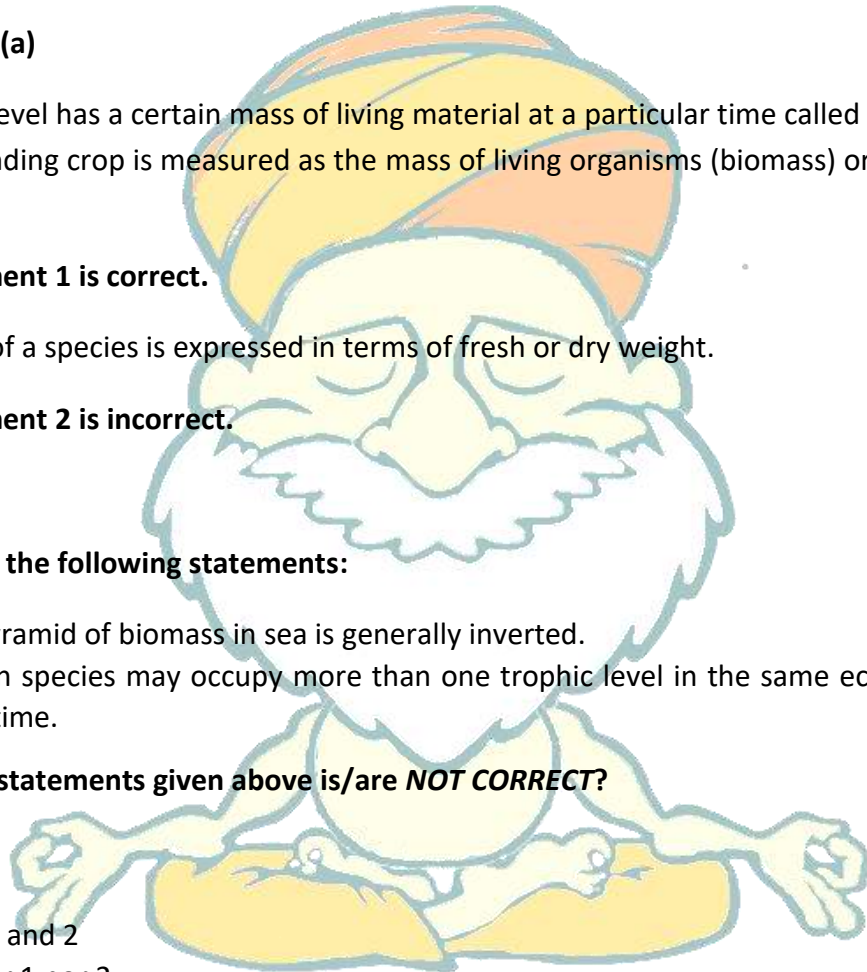 (a)
evel has a certain mass of living material at a particular time called
nding crop is measured as the mass of living organisms (biomass) or
nent 1 is correct.
of a species is expressed in terms of fresh or dry weight.
nent 2 is incorrect.
the following statements:
ramid of biomass in sea is generally inverted.
n species may occupy more than one trophic level in the same ec
time.
statements given above is/are NOT CORRECT?
and 2